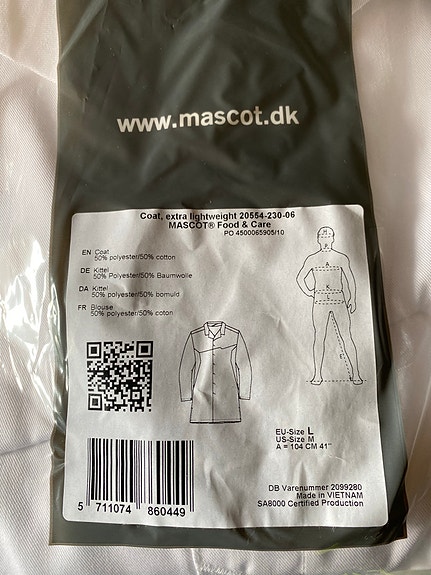 www.mascot.dk
Coat, extra lightweight 20554-230-06
MASCOT® Food & Care
PO 4500065905/10
EN Coat
50% polyester/50% cotton
DE Kittel
50% Polyester/50% Baumwolle
DA Kittel
50% polyester/50% bomuld
FR Blouse
50% polyester/50% coton
H
A
K
T
E
EU-Size L
US-Size M
A = 104 CM 41"
5 711074 860449
DB Varenummer 2099280
Made in VIETNAM
SA8000 Certified Production